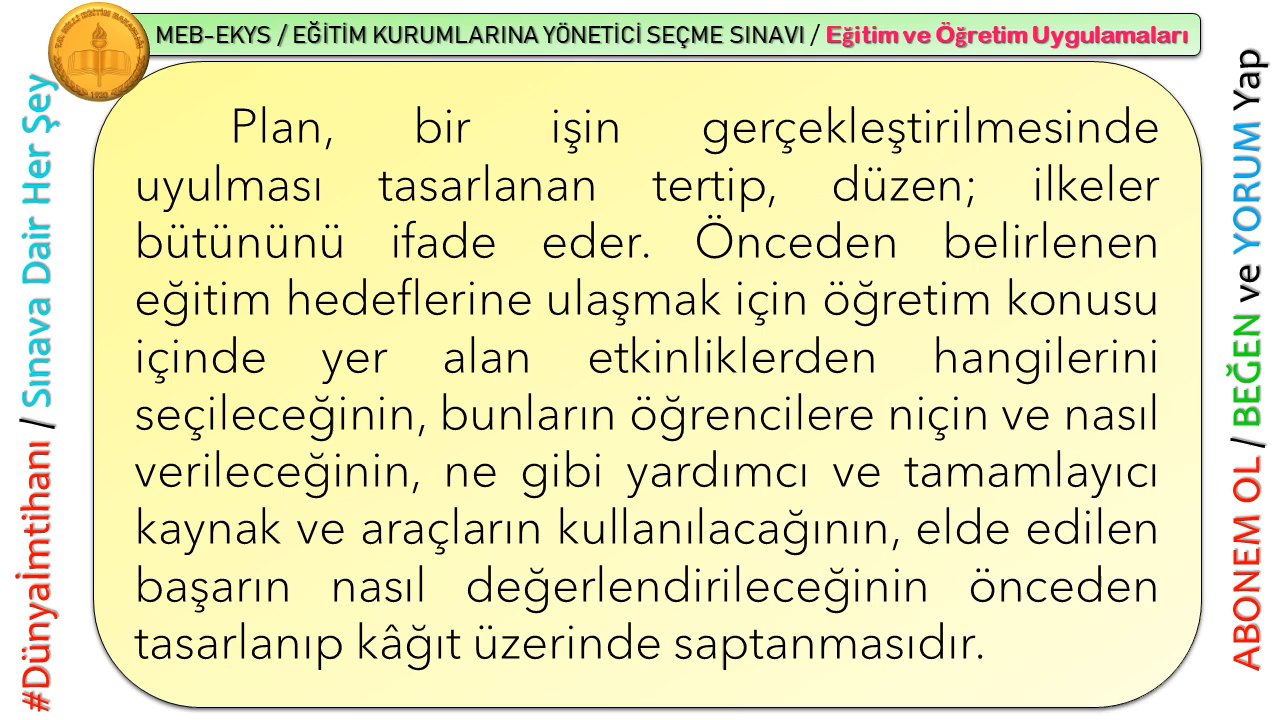 MEB-EKYS / EĞİTİM KURUMLARINA YÖNETİCİ SEÇME SINAVI / Eğitim ve Öğretim Uygulamaları
Plan, bir işin gerçekleştirilmesinde
uyulması tasarlanan tertip, düzen; ilkeler
bütününü ifade eder. Önceden belirlenen
eğitim hedeflerine ulaşmak için öğretim konusu
içinde yer alan etkinliklerden hangilerini
seçileceğinin, bunların öğrencilere niçin ve nasıl
verileceğinin, ne gibi yardımcı ve tamamlayıcı
kaynak ve araçların kullanılacağının, elde edilen
başarın nasıl değerlendirileceğinin önceden
tasarlanıp kâğıt üzerinde saptanmasıdır.
#Dünyaİmtihanı / Sınava Dair Her Şey
ABONEM OL / BEĞEN ve YORUM Yap